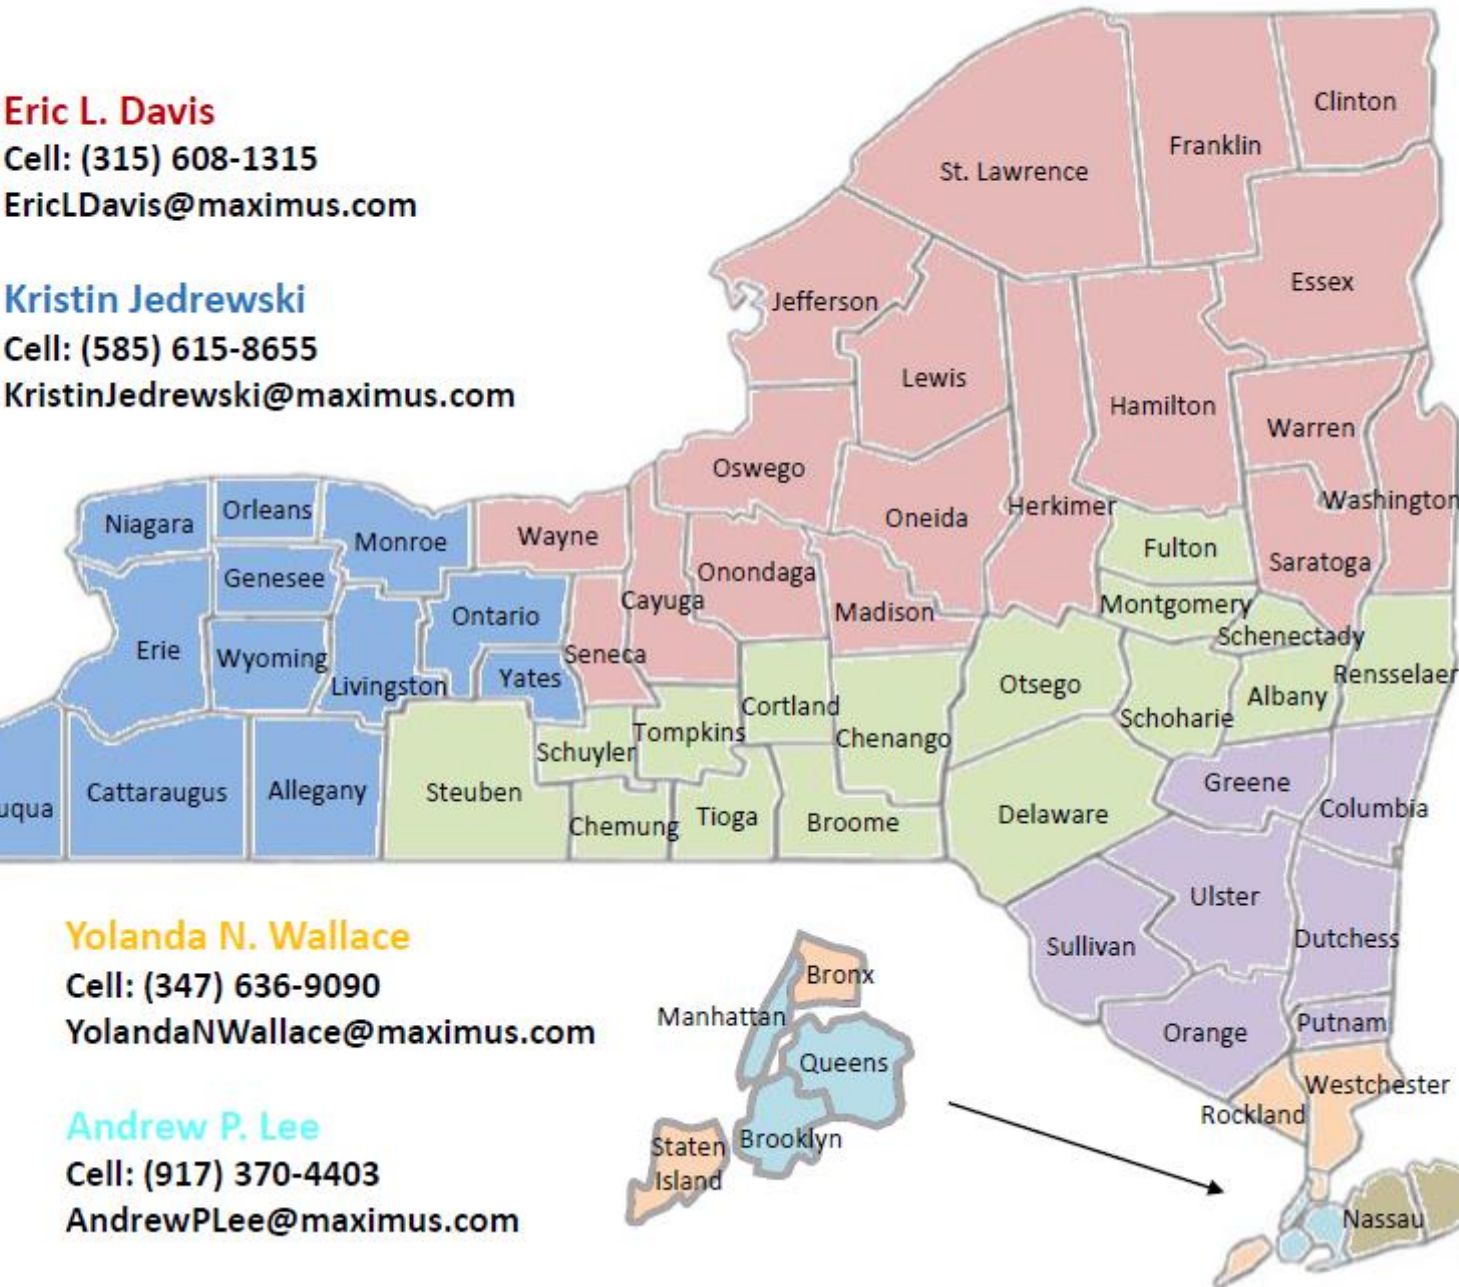 Eric L. Davis
Cell: (315) 608-1315
EricLDavis@maximus.com
Kristin Jedrewski
Cell: (585) 615-8655
KristinJedrewski@maximus.com
Clinton
Franklin
St. Lawrence
Essex
Jefferson
Lewis
Hamilton
Warren
Oswego
Washington
Herkimer
Oneida
Niagara
Orleans
Monroe
Wayne
Fulton
Saratoga
Genesee
Onondaga
Cayuga
Madison
Montgomery
Ontario
Schenectady
Erie
Wyoming
Seneca
Livingston
Yates
Otsego
Albany
Rensselaer
Cortland
Schoharie
Tompkins
Chenango
Schuyler
uqua
Cattaraugus
Allegany
Steuben
Greene
Columbia
Chemung
Tioga
Broome
Delaware
Ulster
Sullivan
Dutchess
Orange
Putnam
Westchester
Rockland
Nassau
Yolanda N. Wallace
Cell: (347) 636-9090
YolandaNWallace@maximus.com
Andrew P. Lee
Cell: (917) 370-4403
AndrewPLee@maximus.com
Bronx
Manhattan
Queens
Brooklyn
Staten
Island